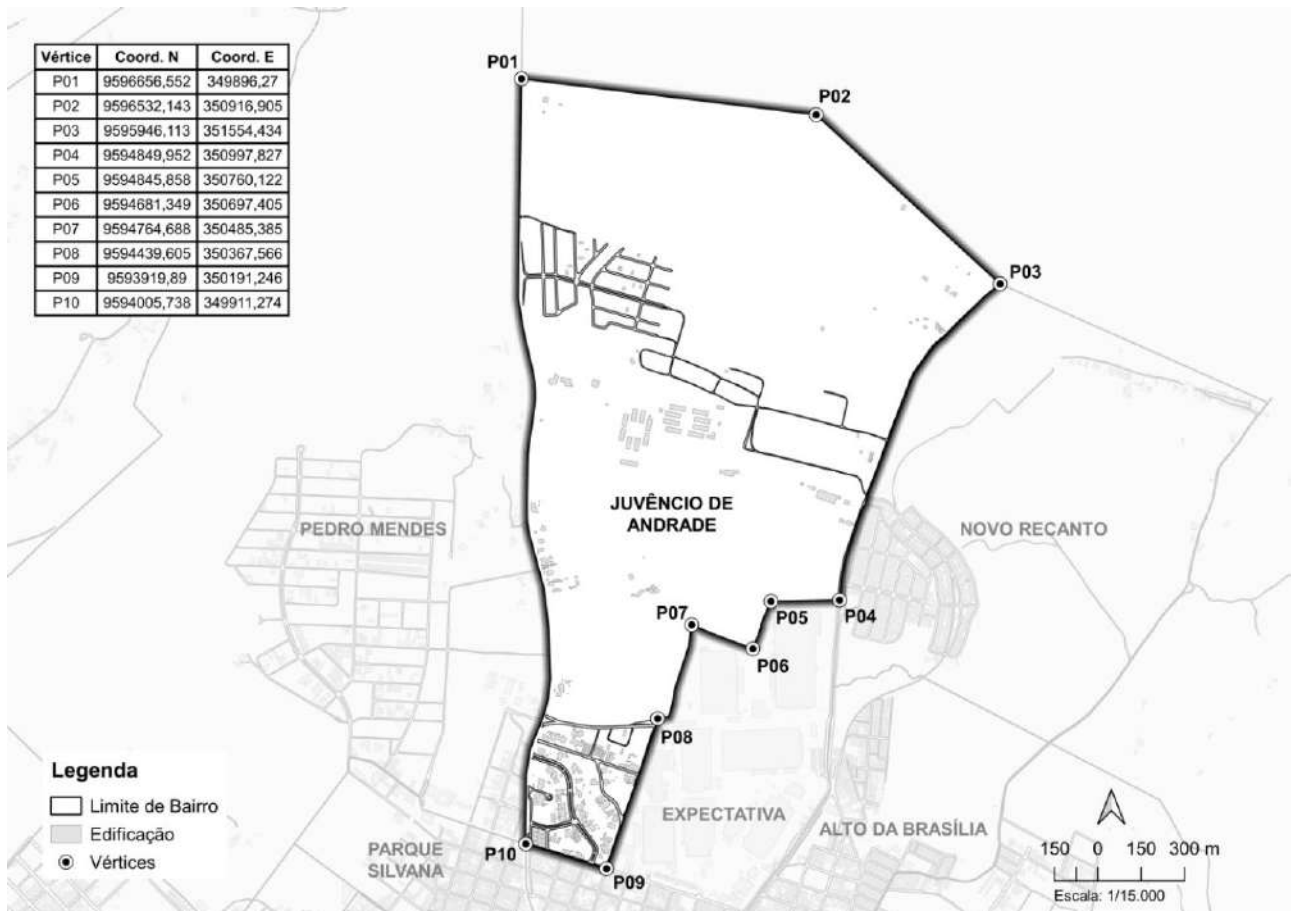 Vértice Coord. N Coord. E
P01 9596656,552 349896,27
P02 9596532,143 350916,905
P03 9595946,113 351554,434
P04 9594849,952 350997,827
P05 9594845,858 350760,122
P06 9594681,349 350697,405
P07 9594764,688 350485,385
P08 9594439,605 350367,566
P09 9593919,89 350191,246
P10 9594005,738 349911,274
P01
P02
P03
JUVÊNCIO DE
ANDRADE
PEDRO MENDES
NOVO RECANTO
P07
P05
P04
P06
P08
Legenda
Limite de Bairro
Edificação
Vértices
EXPECTATIVA
ALTO DA BRASÍLIA
PARQUE
SILVANA
P10
P09
150 0 150 300 m
Escala: 1/15.000